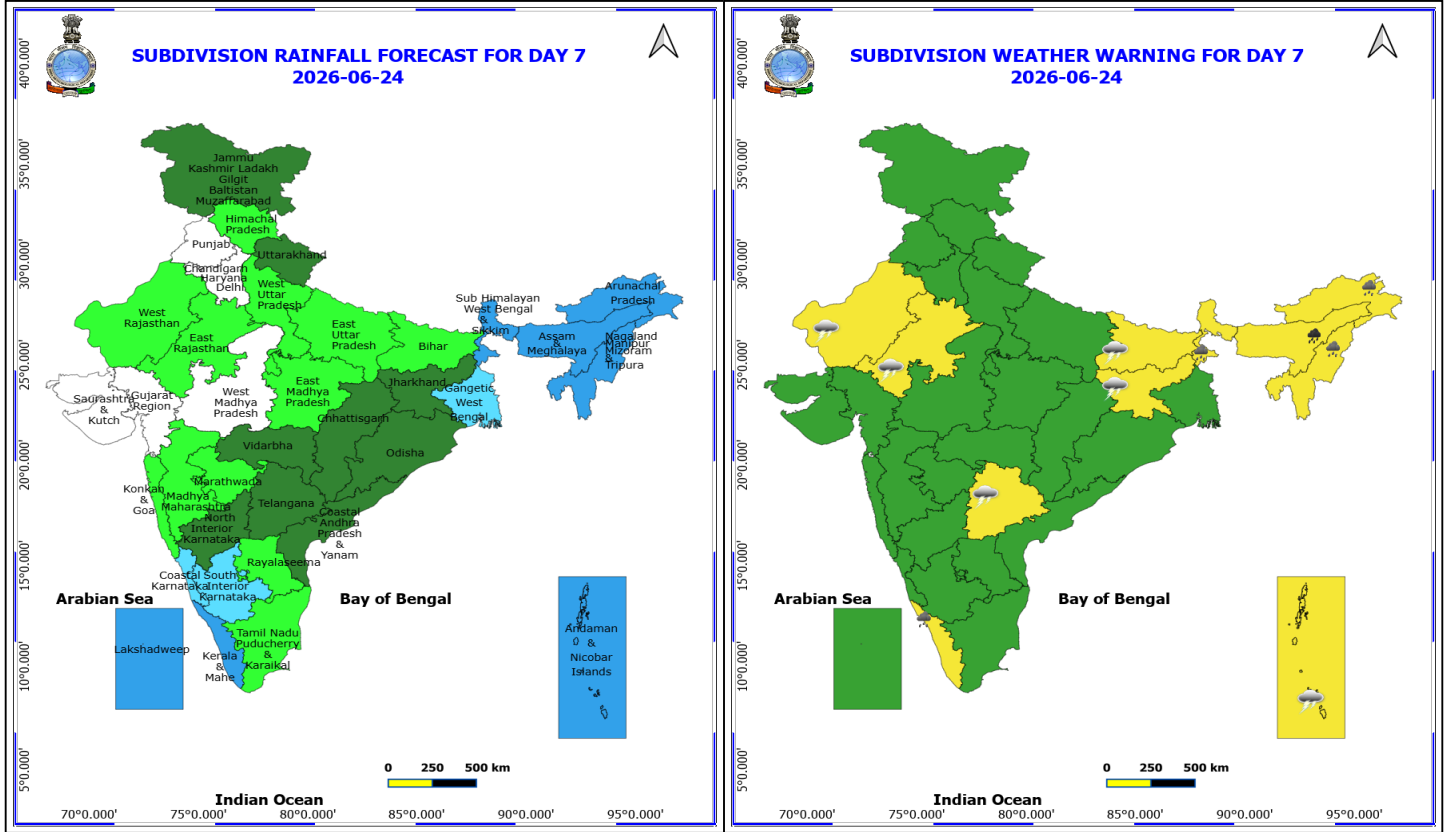 SUBDIVISION RAINFALL FORECAST FOR DAY 7
2026-06-24
40°0.000'
35°0.000'
30°0.000'
25°0.000'
20°0.000'
15°0.000'
10°0.000'
5°0.000'
Jammu
Kashmir Ladakh
Gilgit
Baltistan
Muzaffarabad
Himachal
Pradesh
Punjab
Uttarakhand
Chandigarh
Haryana
Delhi
West
Uttar
Pradesh
West
Rajasthan
East
Rajasthan
East
Uttar
Pradesh
Bihar
Sub Himalayan
West Bengal
&
Sikkim
Arunachal
Pradesh
Assam
&
Meghalaya
Nagaland
Manipur
Mizoram
&
Tripura
Saurashtra
&
Kutch
Gujarat
Region
West
Madhya
Pradesh
East
Madhya
Pradesh
Jharkhand
Gangetic
West
Bengal
Chhattisgarh
Vidarbha
Odisha
Konkan
&
Goa
Madhya
Maharashtra
Marathwada
Telangana
North
Interior
Karnataka
Coastal
Andhra
Pradesh
&
Yanam
Rayalaseema
Coastal
Karnataka
South
Interior
Karnataka
Arabian Sea
Bay of Bengal
Lakshadweep
Kerala
&
Mahe
Tamil Nadu
Puducherry
&
Karaikal
Andaman
&
Nicobar
Islands
0 250 500 km
Indian Ocean
70°0.000' 75°0.000' 80°0.000' 85°0.000' 90°0.000' 95°0.000'
SUBDIVISION WEATHER WARNING FOR DAY 7
2026-06-24
40°0.000'
35°0.000'
30°0.000'
25°0.000'
20°0.000'
15°0.000'
10°0.000'
5°0.000'
Arabian Sea
Bay of Bengal
0 250 500 km
Indian Ocean
70°0.000' 75°0.000' 80°0.000' 85°0.000' 90°0.000' 95°0.000'